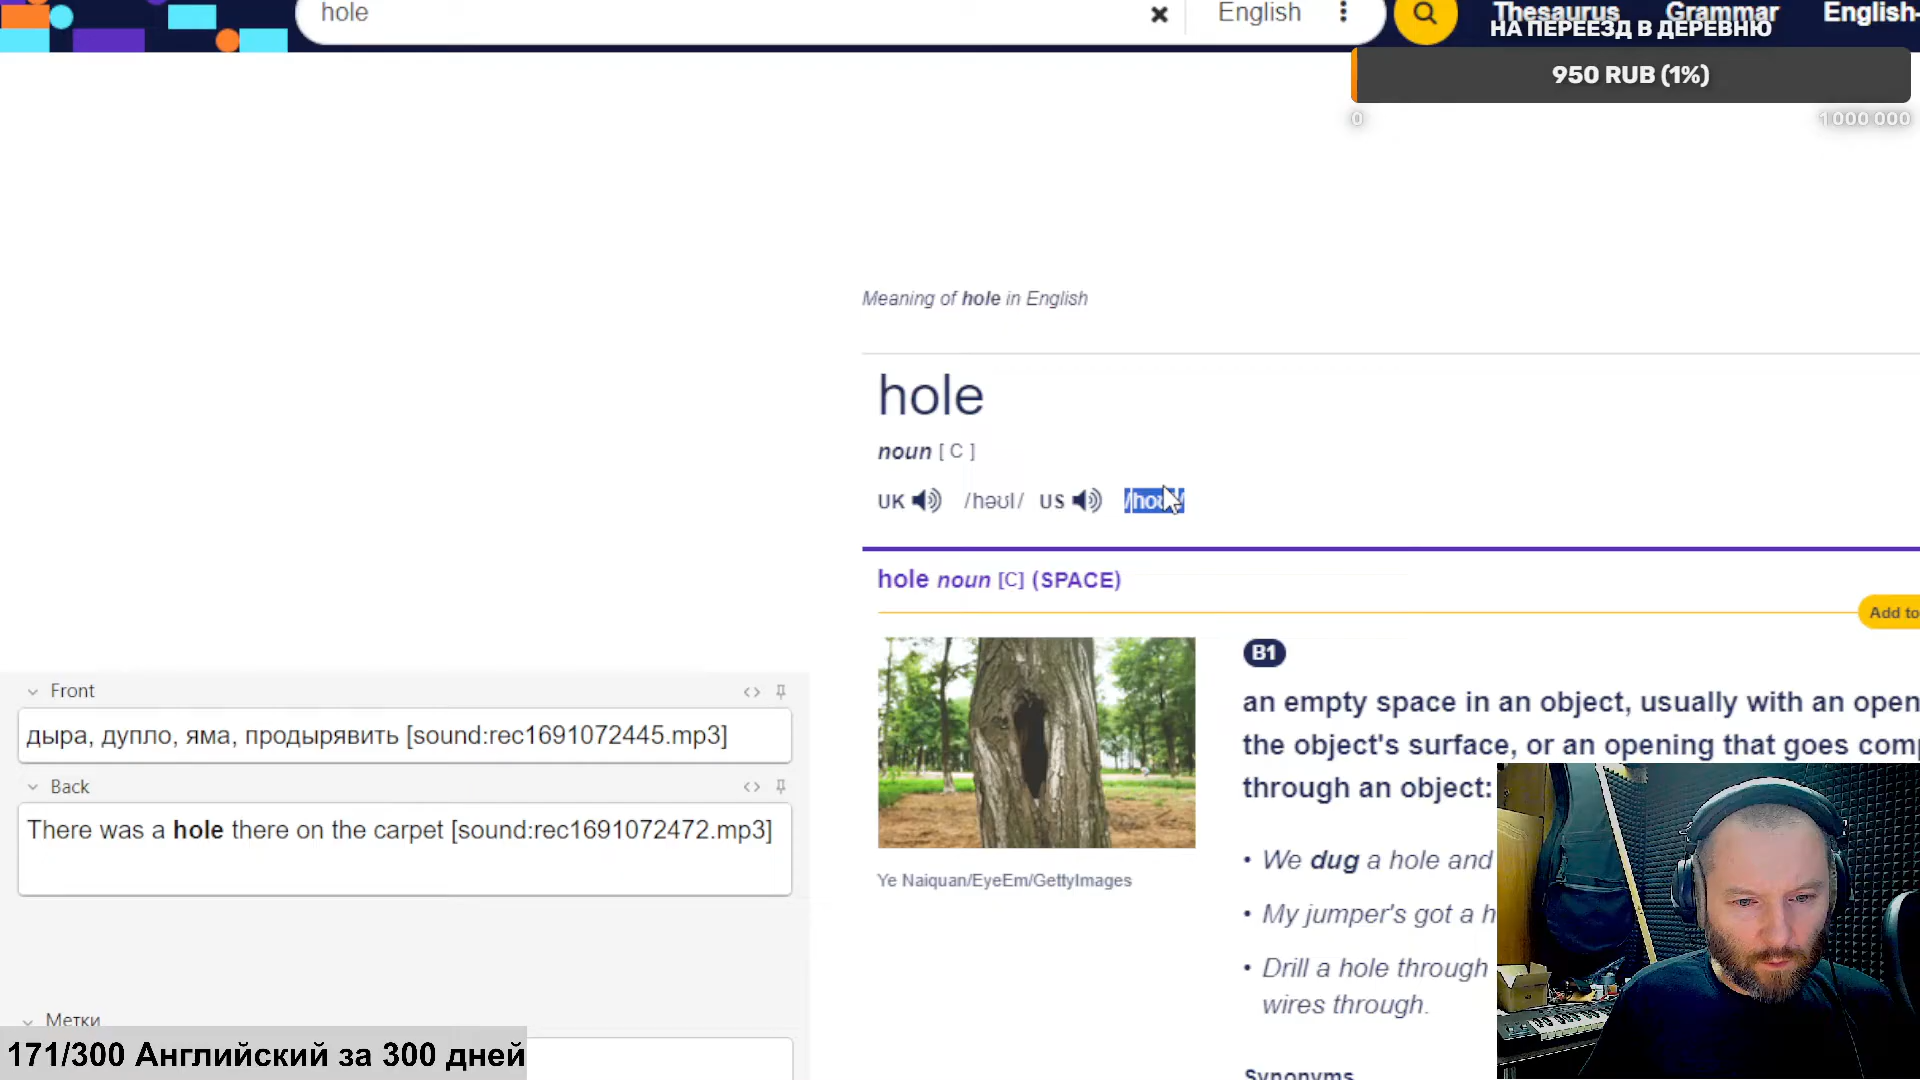 hole
English
Thesaurus
Grammar
English-
НА ПЕРЕЕЗД В ДЕРЕВНЮ
950 RUB (1%)
0
1 000 000
Meaning of hole in English
hole
noun [ C ]
UK /həʊl/ US
hole noun [C] (SPACE)
Add to
B1
an empty space in an object, usually with an open
the object's surface, or an opening that goes comp
through an object:
• We dug a hole and
• My jumper's got a h
• Drill a hole through
wires through.
Synonyms
Ye Naiquan/EyeEm/GettyImages
Front
дыра, дупло, яма, продырявить [sound:rec1691072445.mp3]
Back
There was a hole there on the carpet [sound:rec1691072472.mp3]
Метки
171/300 Английский за 300 дней